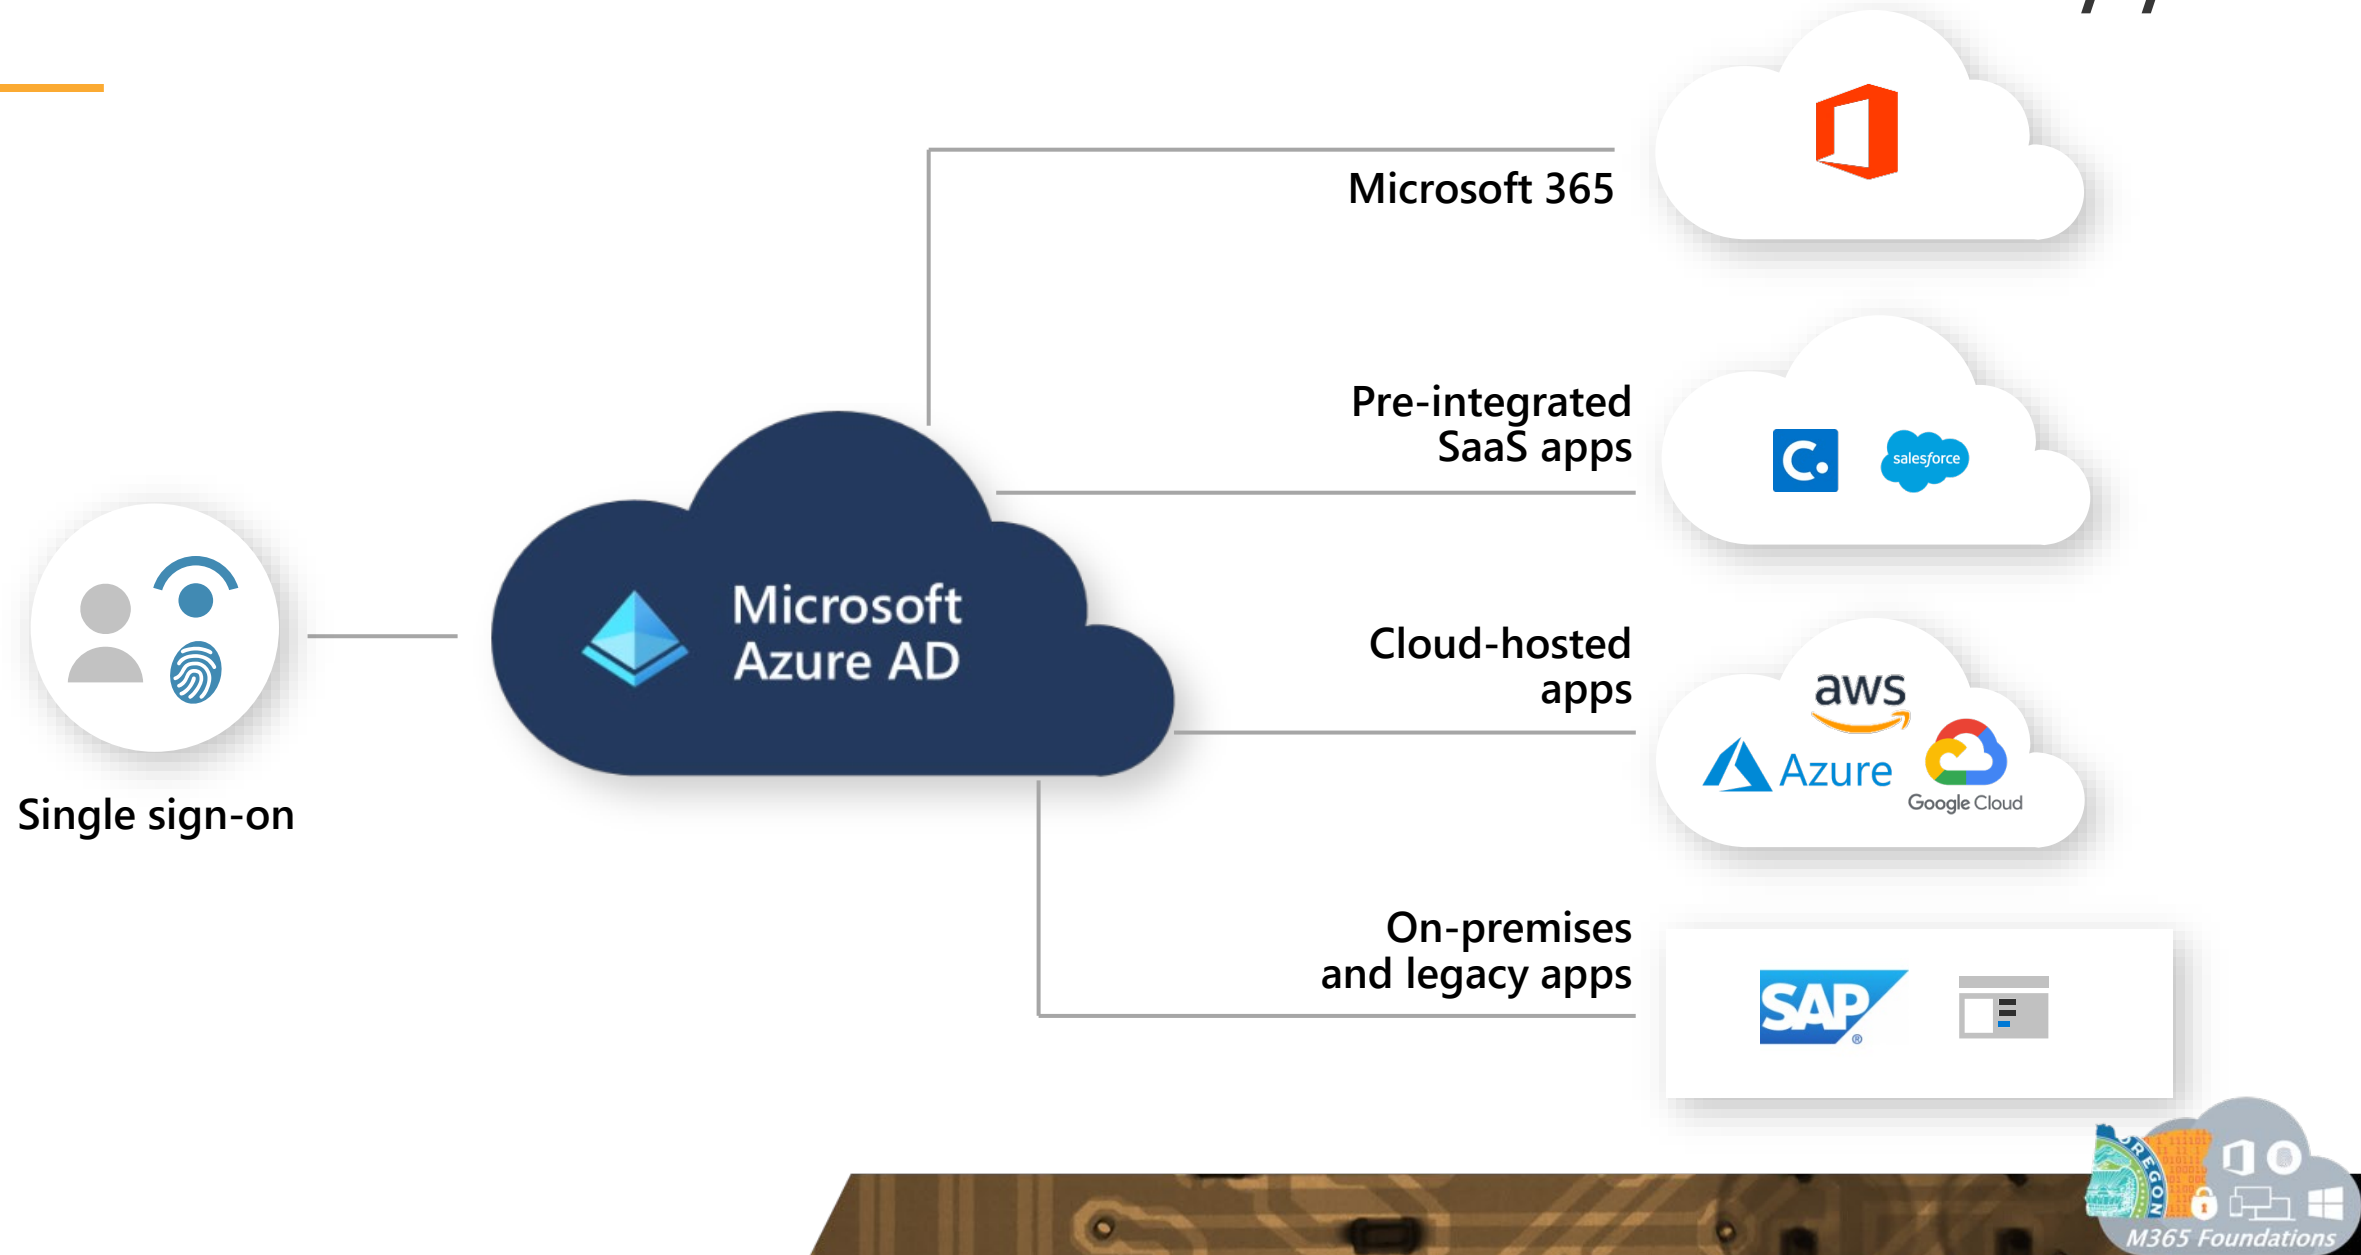 Microsoft 365
Pre-integrated
SaaS apps
salesforce
Microsoft
Azure AD
Cloud-hosted
apps
aws
Azure
Google Cloud
Single sign-on
On-premises
and legacy apps
SAP
®
OREGON
M365 Foundations